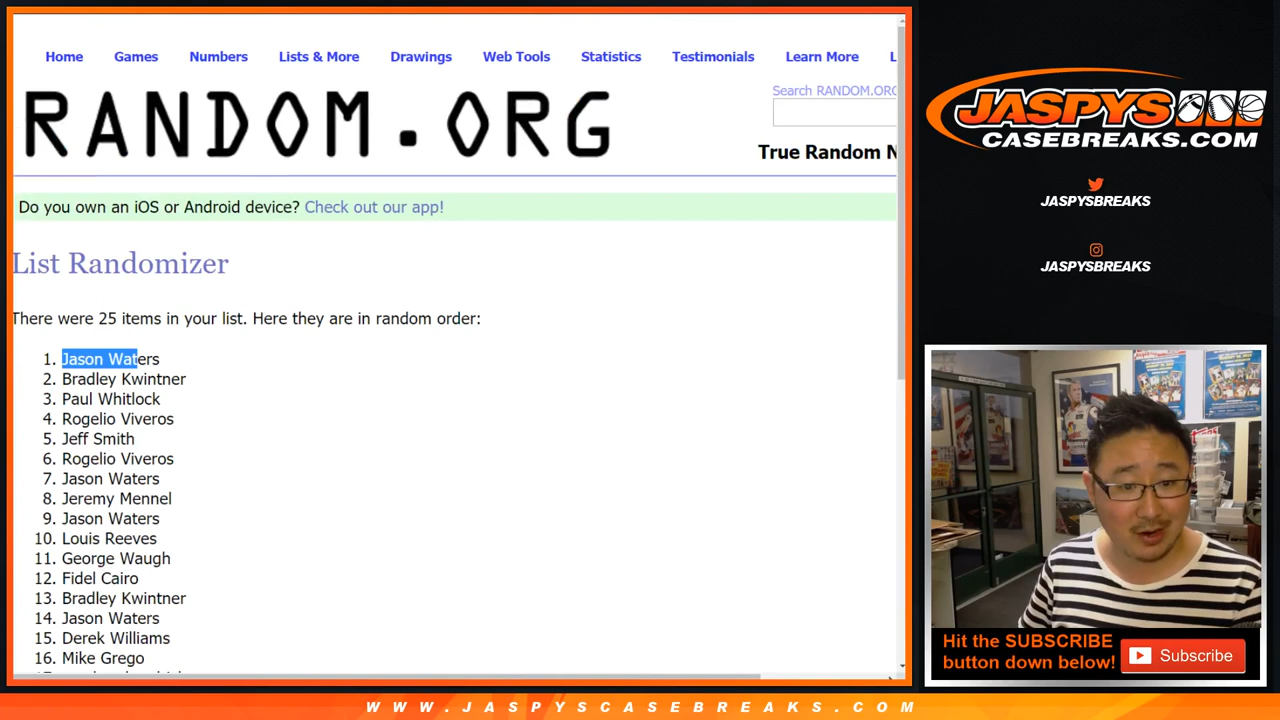 Home Games Numbers Lists & More Drawings Web Tools Statistics Testimonials Learn More L
Search RANDOM.ORG
RANDOM.ORG
True Random N
Do you own an iOS or Android device? Check out our app!
List Randomizer
There were 25 items in your list. Here they are in random order:
1. Jason Waters
2. Bradley Kwintner
3. Paul Whitlock
4. Rogelio Viveros
5. Jeff Smith
6. Rogelio Viveros
7. Jason Waters
8. Jeremy Mennel
9. Jason Waters
10. Louis Reeves
11. George Waugh
12. Fidel Cairo
13. Bradley Kwintner
14. Jason Waters
15. Derek Williams
16. Mike Grego
JASPYS
CASEBREAKS.COM
JASPYSBREAKS
JASPYSBREAKS
Hit the SUBSCRIBE
button down below!
Subscribe
WWW.JASPYSCASEBREAKS.COM